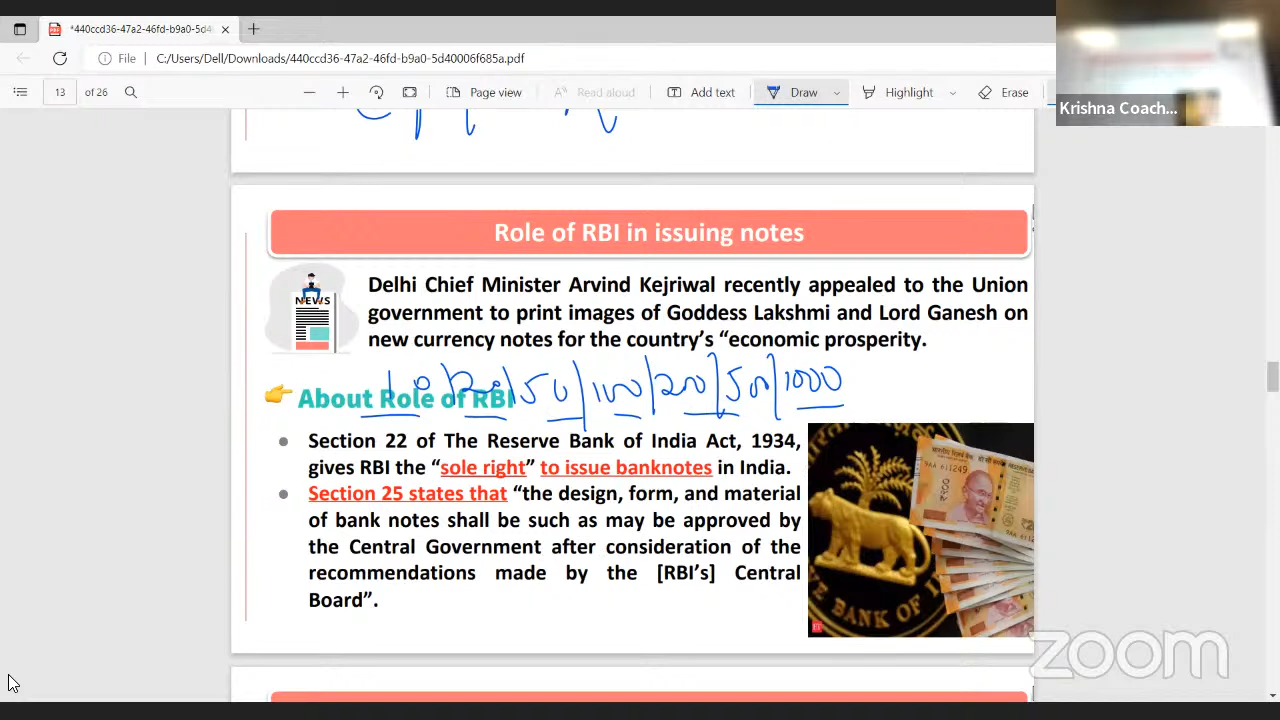 *440ccd36-47a2-46fd-b9a0-5d4
File C:/Users/Dell/Downloads/440ccd36-47a2-46fd-b9a0-5d40006f685a.pdf
13 of 26 Page view Read aloud Add text Draw Highlight Erase
Krishna Coach...
Role of RBI in issuing notes
Delhi Chief Minister Arvind Kejriwal recently appealed to the Union
government to print images of Goddess Lakshmi and Lord Ganesh on
new currency notes for the country's “economic prosperity.
NEWS
10 | 20 | 50 | 100 | 200 | 500 | 1000
About Role of RBI
Section 22 of The Reserve Bank of India Act, 1934,
gives RBI the “sole right” to issue banknotes in India.
Section 25 states that “the design, form, and material
of bank notes shall be such as may be approved by
the Central Government after consideration of the
recommendations made by the [RBI's] Central
Board”.
9AA 611249
BANK OF
ET
zoom